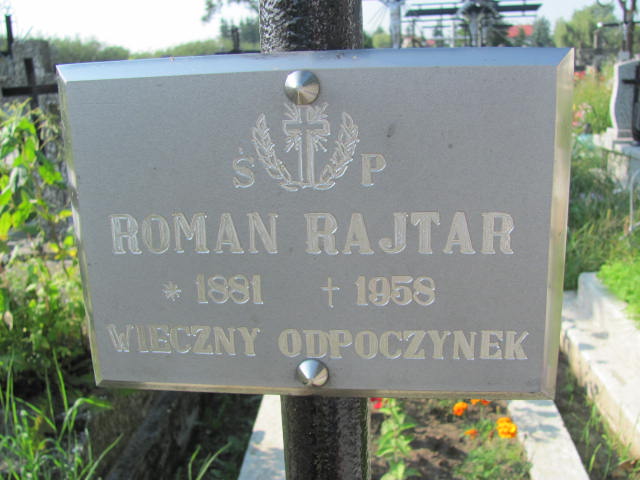 Ś P
ROMAN RAJTAR
* 1881 † 1958
WIECZNY ODPOCZYNEK